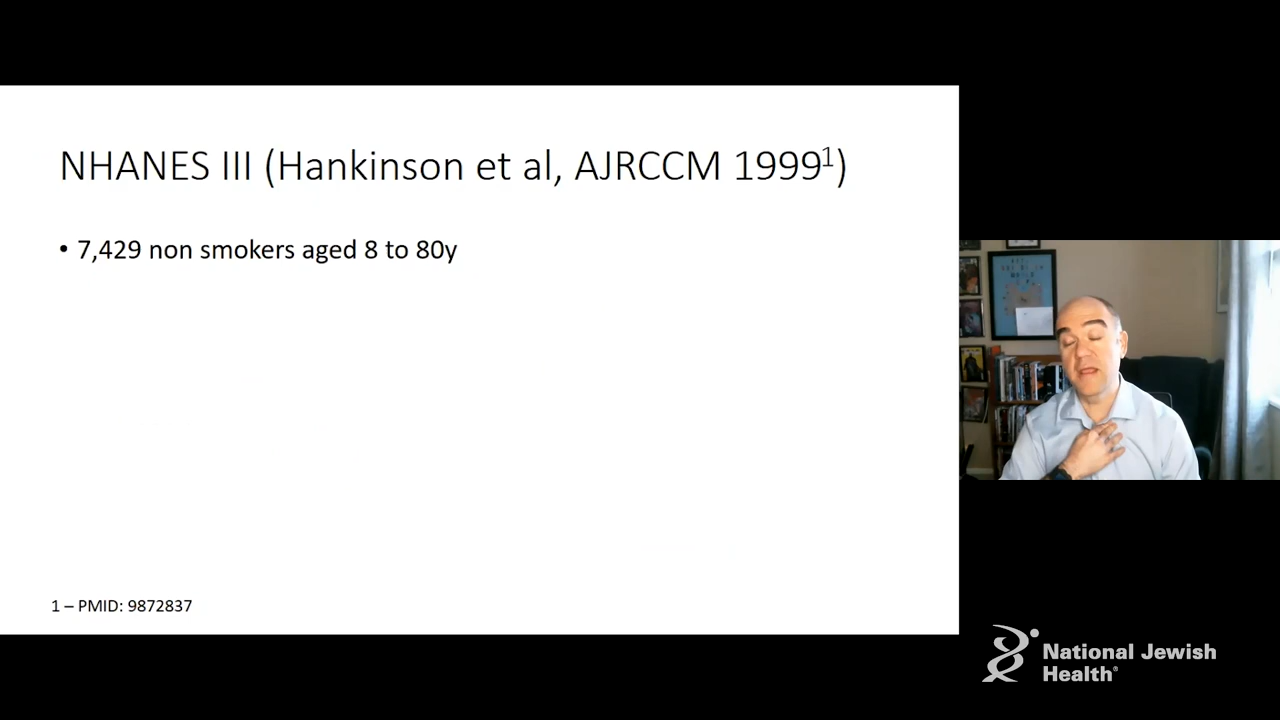 NHANES III (Hankinson et al, AJRCCM 1999¹)
• 7,429 non smokers aged 8 to 80y
1 – PMID: 9872837
National Jewish
Health®